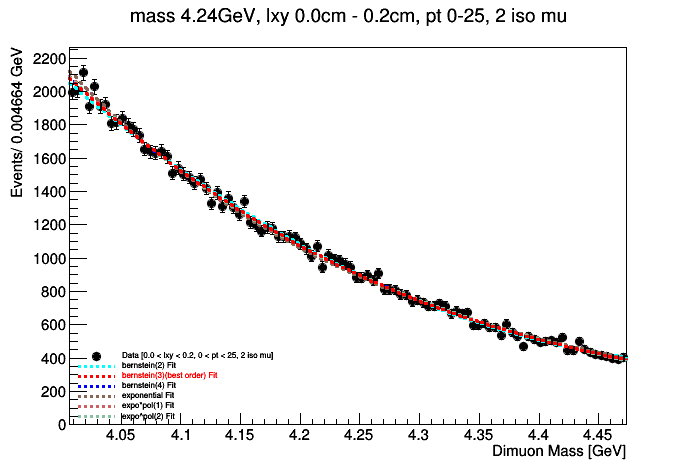 mass 4.24GeV, lxy 0.0cm - 0.2cm, pt 0-25, 2 iso mu
Events/ 0.004664 GeV
2200
2000
1800
1600
1400
1200
1000
800
600
400
200
0
Data [0.0 < lxy < 0.2, 0 < pt < 25, 2 iso mu]
bernstein(2) Fit
bernstein(3)(best order) Fit
bernstein(4) Fit
exponential Fit
expo*pol(1) Fit
expo*pol(2) Fit
4.05 4.1 4.15 4.2 4.25 4.3 4.35 4.4 4.45
Dimuon Mass [GeV]